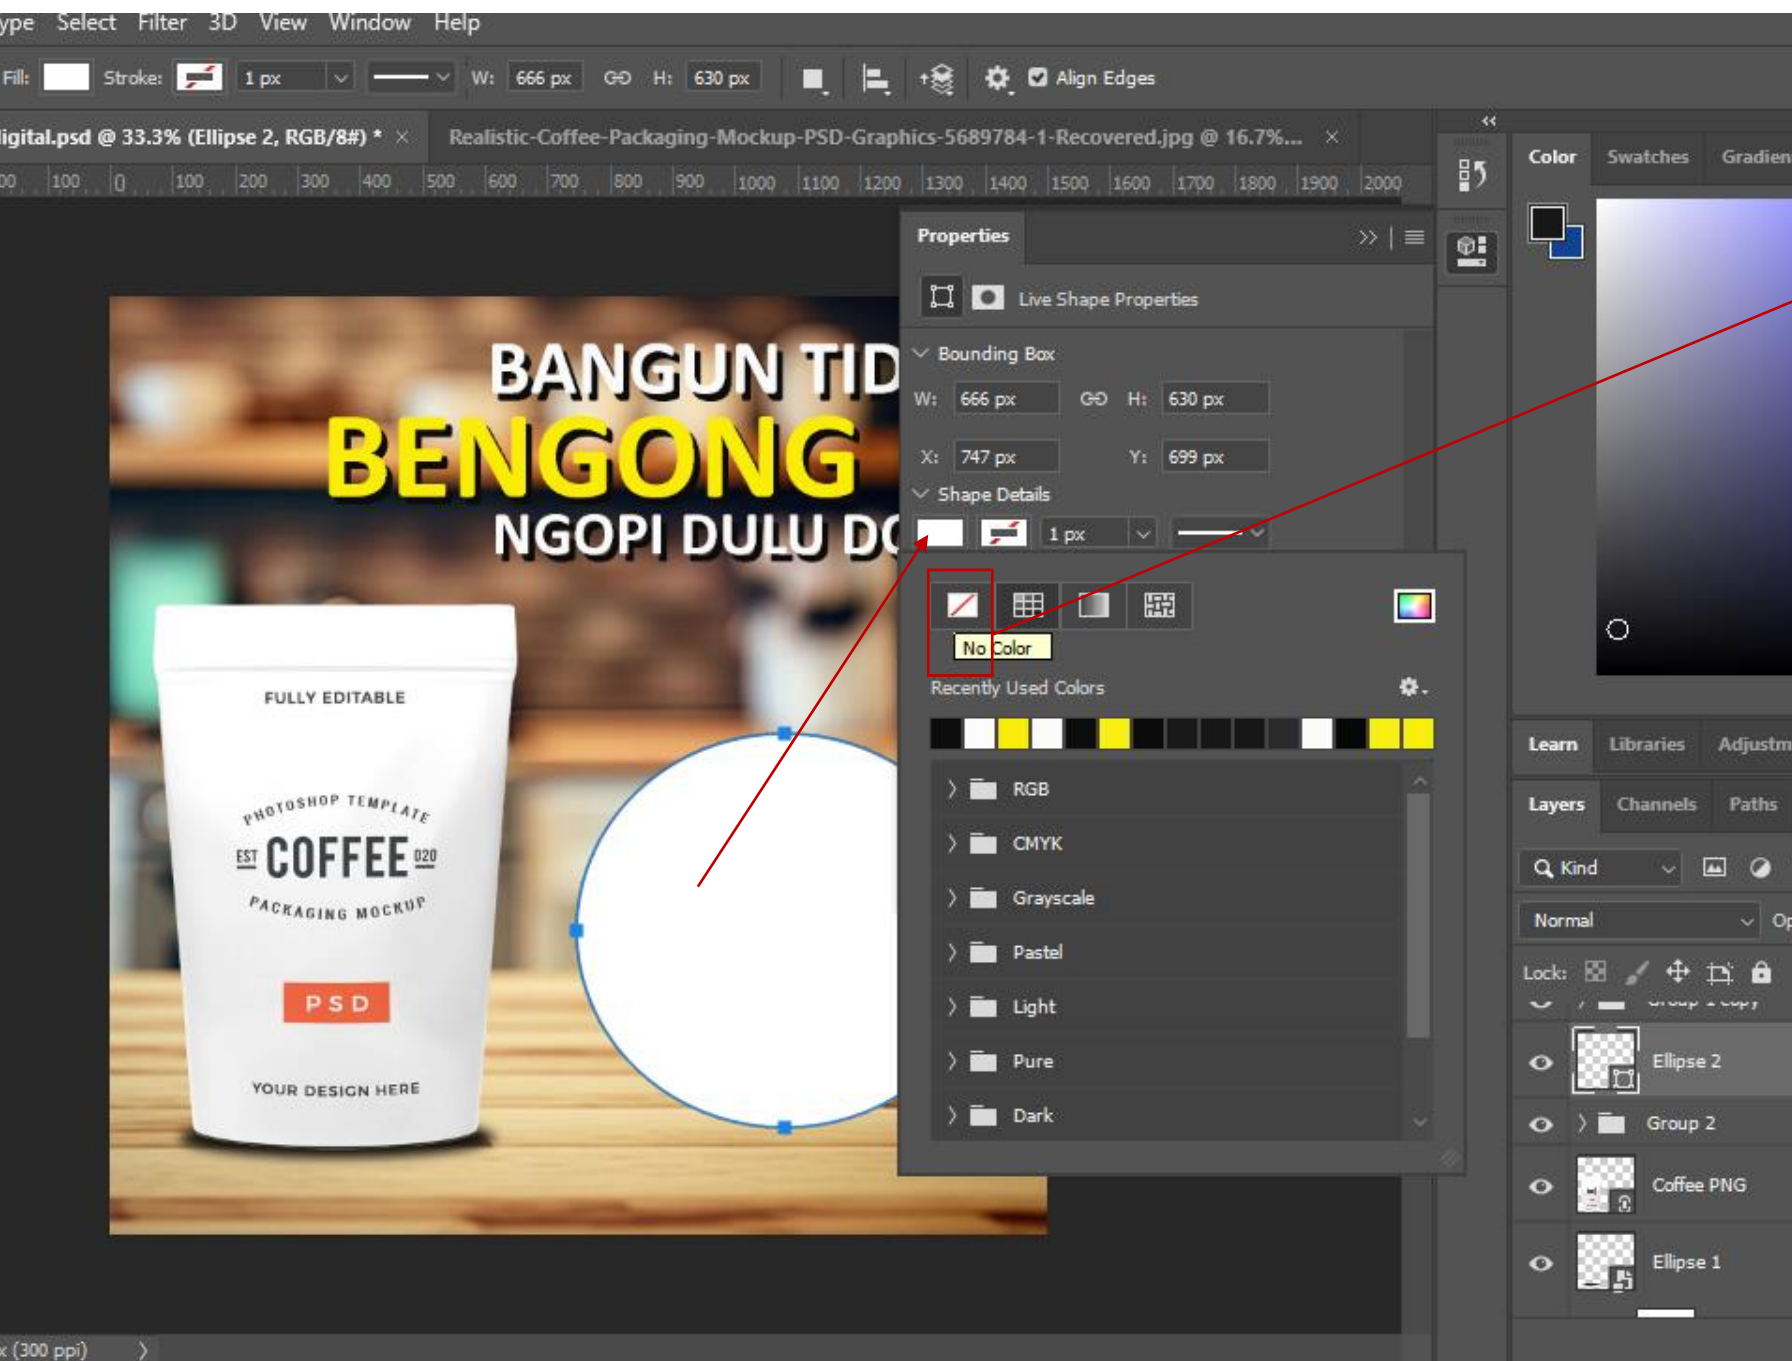 ype Select Filter 3D View Window Help
Fill: Stroke: 1 px W: 666 px H: 630 px Align Edges
igital.psd @ 33.3% (Ellipse 2, RGB/8#) * × Realistic-Coffee-Packaging-Mockup-PSD-Graphics-5689784-1-Recovered.jpg @ 16.7%... ×
00 100 0 100 200 300 400 500 600 700 800 900 1000 1100 1200 1300 1400 1500 1600 1700 1800 1900 2000
Color Swatches Gradien
Properties
Live Shape Properties
Bounding Box
W: 666 px H: 630 px
X: 747 px Y: 699 px
Shape Details
1 px
No Color
Recently Used Colors
RGB
CMYK
Grayscale
Pastel
Light
Pure
Dark
BANGUN TID
BENGONG
NGOPI DULU DO
FULLY EDITABLE
PHOTOSHOP TEMPLATE
EST COFFEE 020
PACKAGING MOCKUP
PSD
YOUR DESIGN HERE
Learn Libraries Adjustm
Layers Channels Paths
Kind
Normal Op
Lock:
Group 1 copy
Ellipse 2
Group 2
Coffee PNG
Ellipse 1
x (300 ppi)